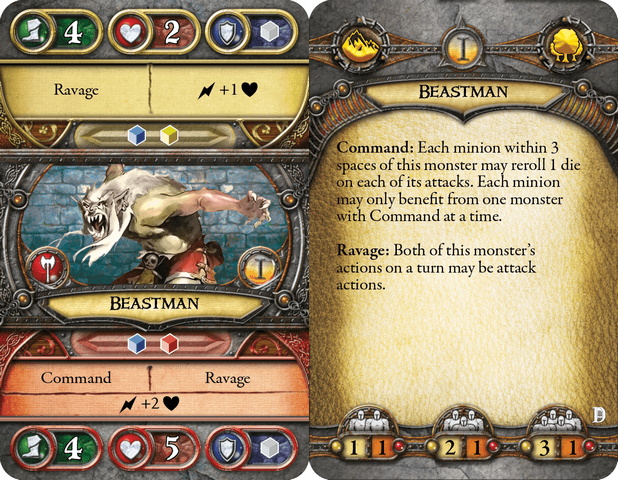 4 2
Ravage +1
I
BEASTMAN
Command Ravage
+2
4 5
I
BEASTMAN
Command: Each minion within 3
spaces of this monster may reroll 1 die
on each of its attacks. Each minion
may only benefit from one monster
with Command at a time.
Ravage: Both of this monster's
actions on a turn may be attack
actions.
D
1 1 2 1 3 1